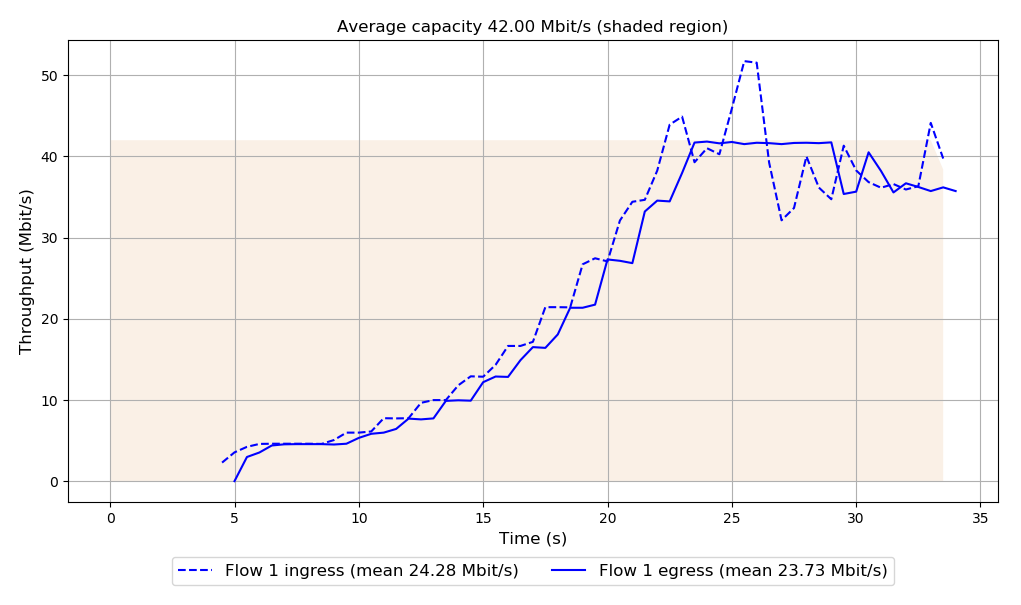 Average capacity 42.00 Mbit/s (shaded region)
Throughput (Mbit/s)
50
40
30
20
10
0
0 5 10 15 20 25 30 35
Time (s)
Flow 1 ingress (mean 24.28 Mbit/s) Flow 1 egress (mean 23.73 Mbit/s)